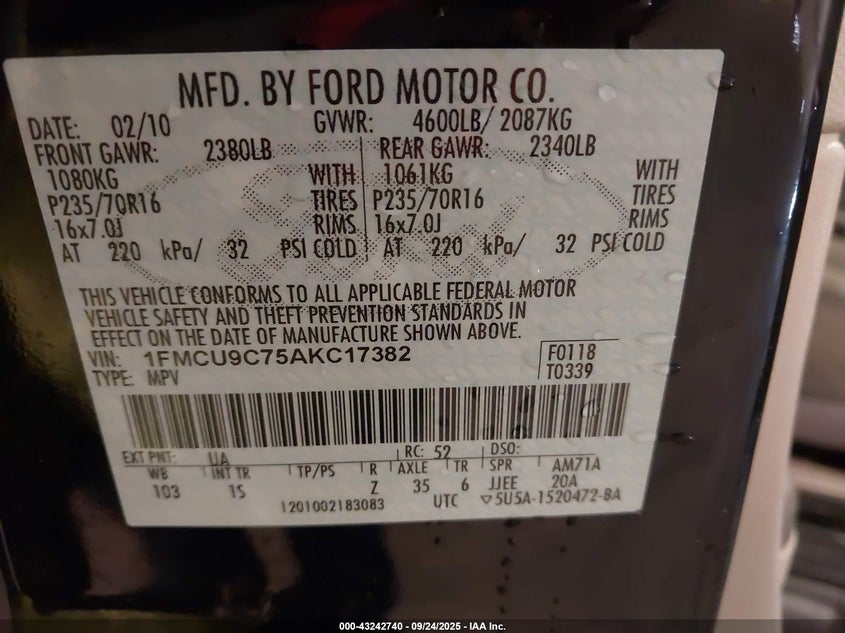 MFD. BY FORD MOTOR CO.
DATE: 02/10 GVWR: 4600LB/ 2087KG
FRONT GAWR: 2380LB REAR GAWR: 2340LB
1080KG WITH 1061KG WITH
P235/70R16 TIRES P235/70R16 TIRES
16x7.0J RIMS 16x7.0J RIMS
AT 220 kPa/ 32 PSI COLD AT 220 kPa/ 32 PSI COLD
THIS VEHICLE CONFORMS TO ALL APPLICABLE FEDERAL MOTOR
VEHICLE SAFETY AND THEFT PREVENTION STANDARDS IN
EFFECT ON THE DATE OF MANUFACTURE SHOWN ABOVE.
VIN: 1FMCU9C75AKC17382 F0118
TYPE: MPV T0339
EXT PNT: UA RC: 52 DSO:
WB INT TR TP/PS R AXLE TR SPR AM71A
103 1S Z 35 6 JJEE 20A
1201002183083 UTC ▽5U5A-1520472-BA
000-43242740 - 09/24/2025 - IAA Inc.